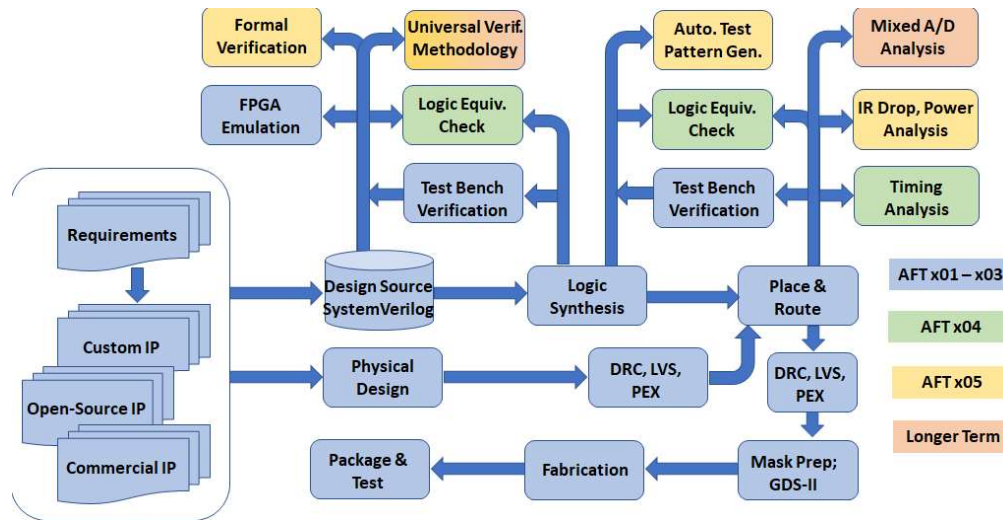 Formal
Verification
Universal Verif.
Methodology
Auto. Test
Pattern Gen.
Mixed A/D
Analysis
FPGA
Emulation
Logic Equiv.
Check
Logic Equiv.
Check
IR Drop, Power
Analysis
Test Bench
Verification
Test Bench
Verification
Timing
Analysis
Requirements
Custom IP
Open-Source IP
Commercial IP
Design Source
SystemVerilog
Logic
Synthesis
Place &
Route
Physical
Design
DRC, LVS,
PEX
DRC, LVS,
PEX
Package &
Test
Fabrication
Mask Prep;
GDS-II
AFT x01 – x03
AFT x04
AFT x05
Longer Term